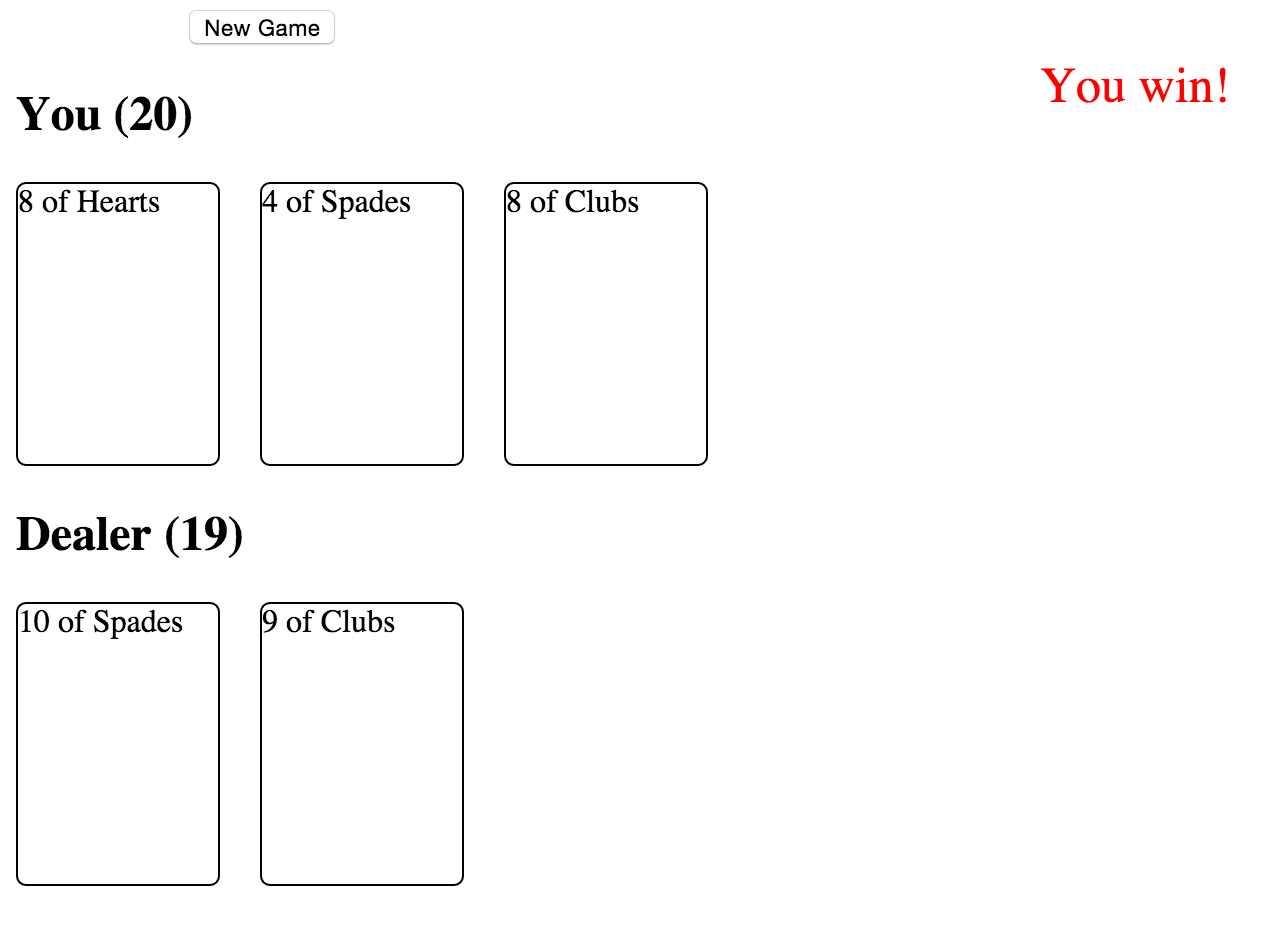 New Game
You win!
You (20)
8 of Hearts
4 of Spades
8 of Clubs
Dealer (19)
10 of Spades
9 of Clubs